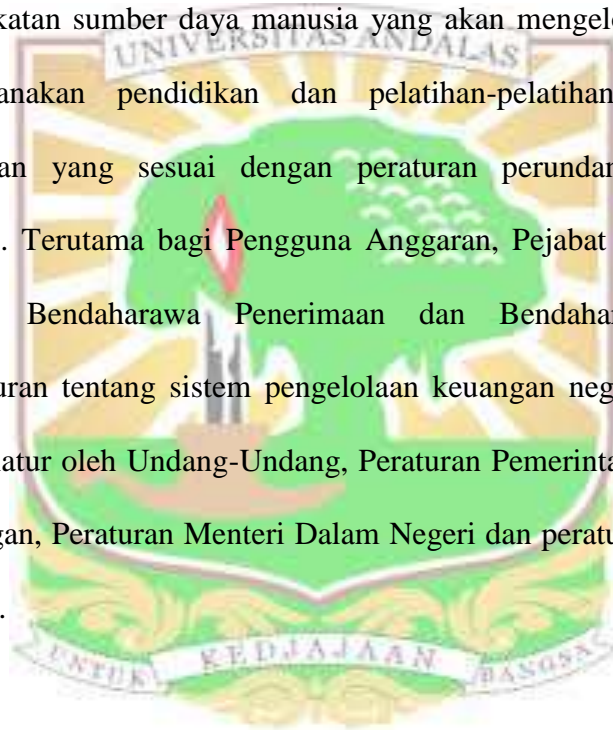 katan sumber daya manusia yang akan mengelo
UNIVERSITAS ANDALAS
anakan pendidikan dan pelatihan-pelatihan
an yang sesuai dengan peraturan perundan
. Terutama bagi Pengguna Anggaran, Pejabat
Bendaharawa Penerimaan dan Bendahar
uran tentang sistem pengelolaan keuangan neg
iatur oleh Undang-Undang, Peraturan Pemerinta
gan, Peraturan Menteri Dalam Negeri dan peratu
.
UNTUK KEDJAJAAN BANGSA